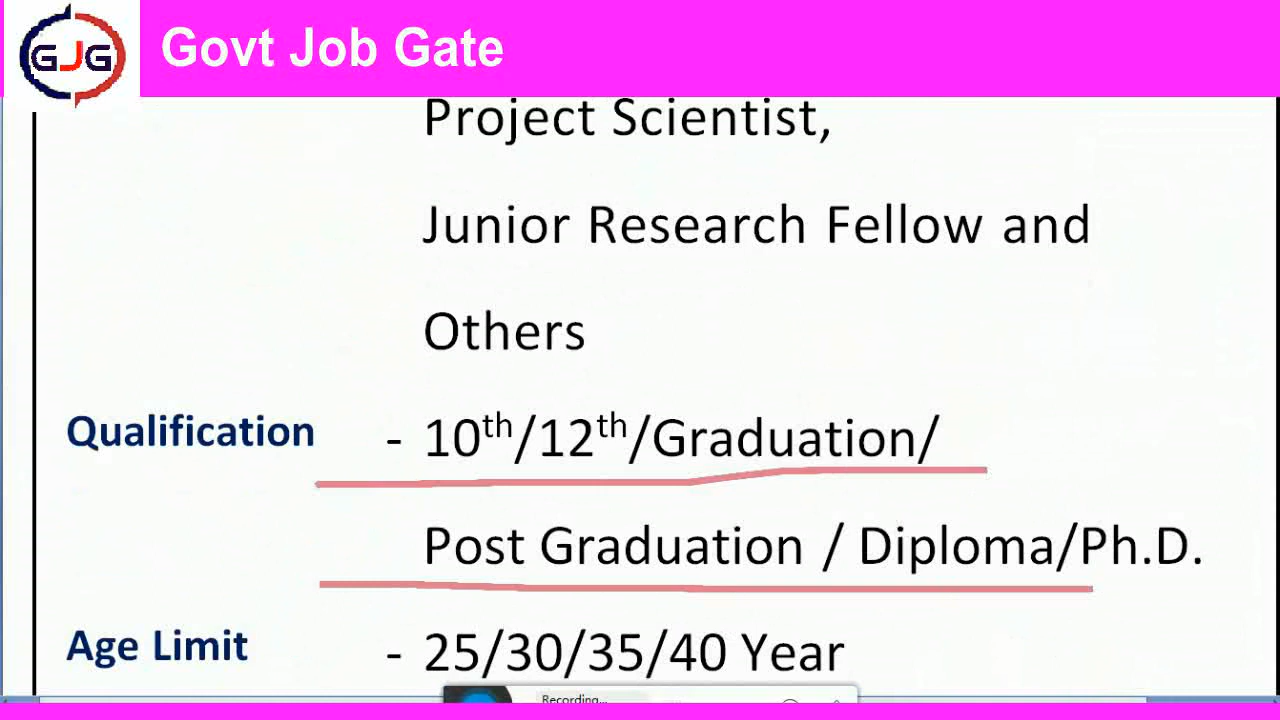 GJG
Govt Job Gate
Project Scientist,
Junior Research Fellow and
Others
Qualification - 10th/12th/Graduation/
Post Graduation / Diploma/Ph.D.
Age Limit - 25/30/35/40 Year
Recording...